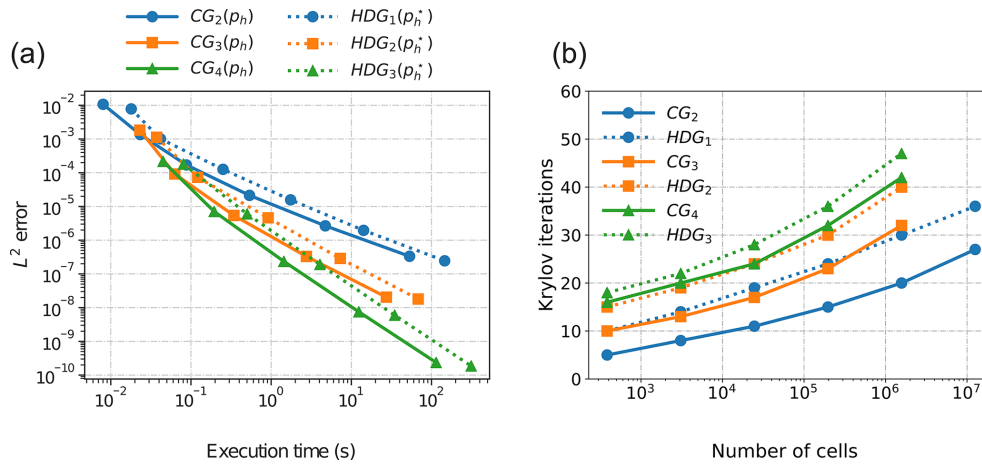 (a)
CG₂(pₕ) HDG₁(pₕ⋆)
CG₃(pₕ) HDG₂(pₕ⋆)
CG₄(pₕ) HDG₃(pₕ⋆)
L² error
10⁻²
10⁻³
10⁻⁴
10⁻⁵
10⁻⁶
10⁻⁷
10⁻⁸
10⁻⁹
10⁻¹⁰
10⁻² 10⁻¹ 10⁰ 10¹ 10²
Execution time (s)
(b)
Krylov iterations
60
50
40
30
20
10
0
CG₂
HDG₁
CG₃
HDG₂
CG₄
HDG₃
10³ 10⁴ 10⁵ 10⁶ 10⁷
Number of cells